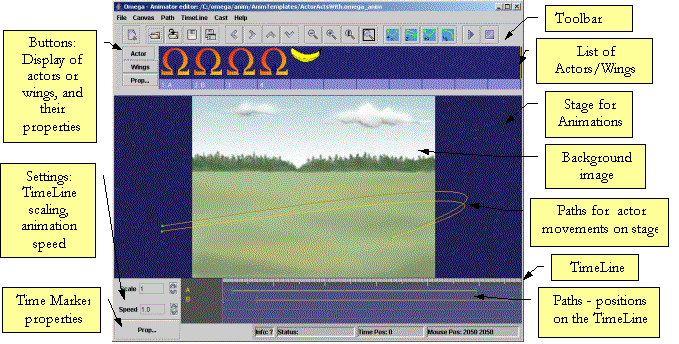 Omega - Animator editor: /C:/omega/anim/AnimTemplates/ActorActsWith.omega_anim
File Canvas Path TimeLine Cast Help
Toolbar
Buttons:
Display of
actors or
wings, and
their
properties
Actor
Wings
Prop...
List of
Actors/Wings
Stage for
Animations
Background
image
Settings:
TimeLine
scaling,
animation
speed
Paths for actor
movements on stage
TimeLine
Scale 1
A
B
Speed 1.0
Time Marker
properties
Paths - positions
on the TimeLine
Prop...
Info: ? Status: Time Pos: 0 Mouse Pos: 2050 2050